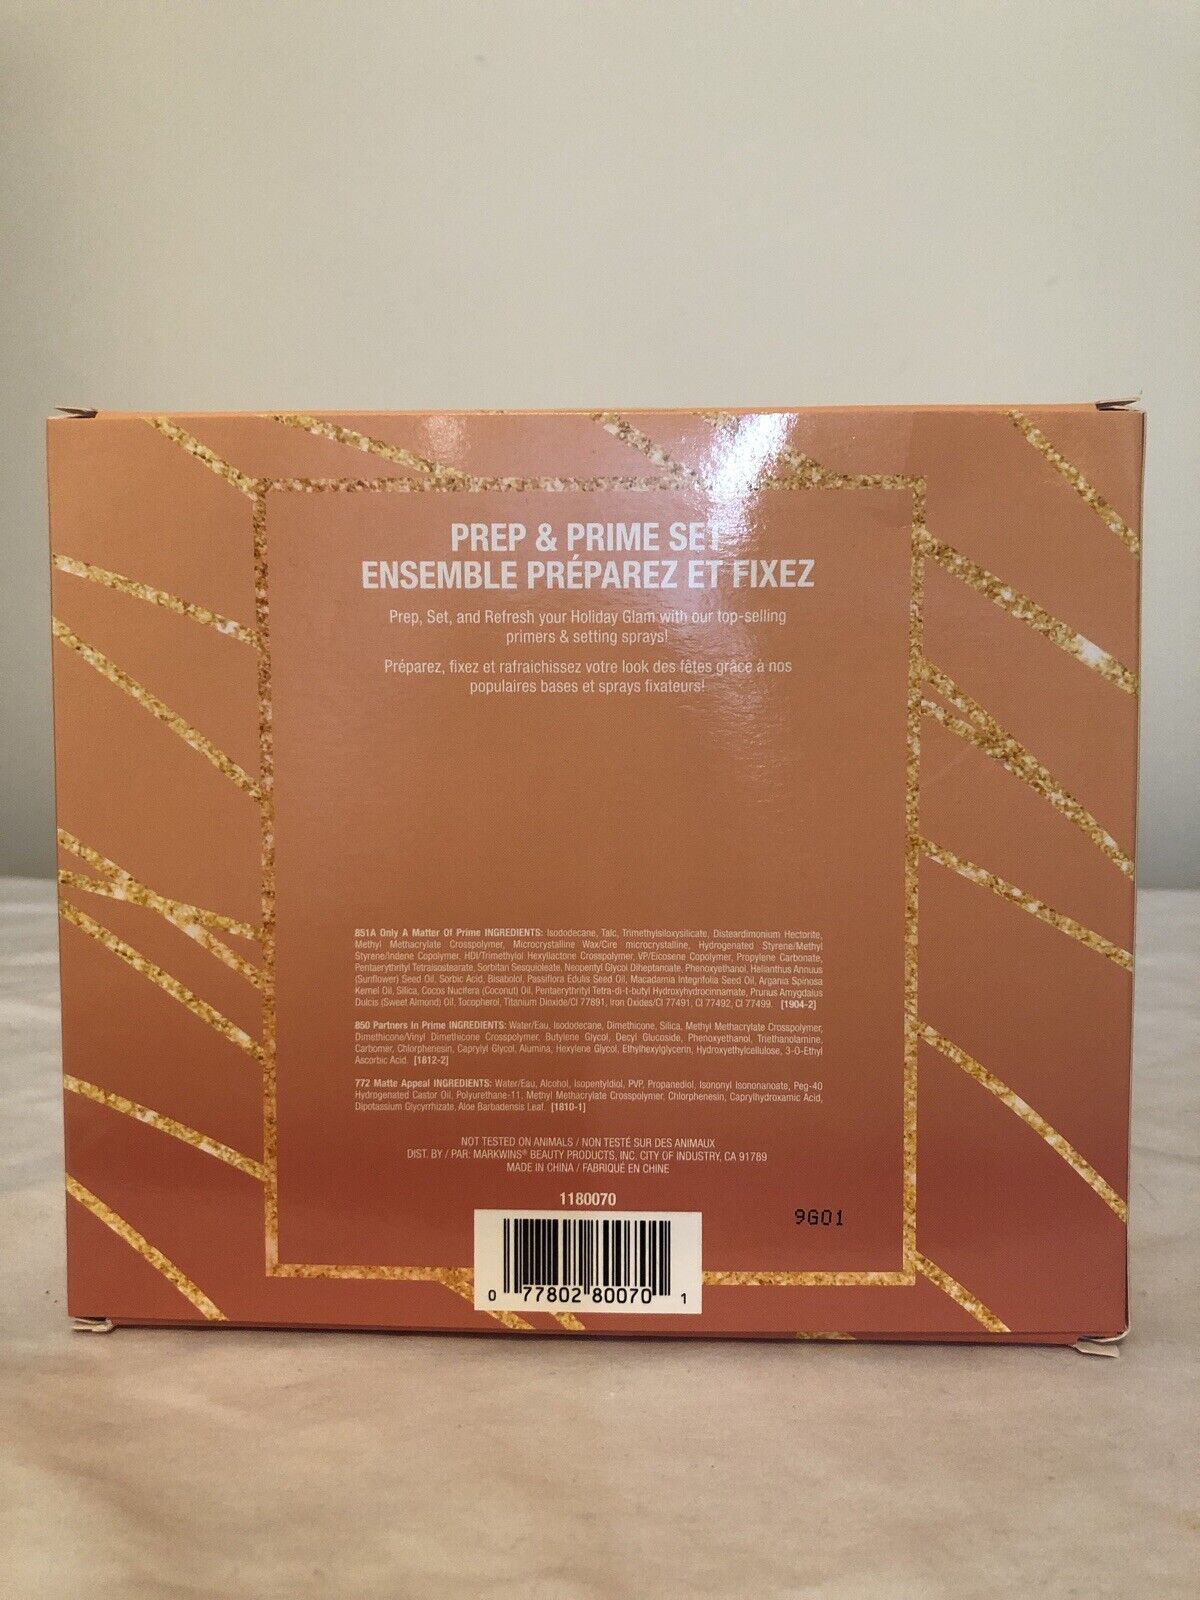 PREP & PRIME SET
ENSEMBLE PRÉPAREZ ET FIXEZ
Prep, Set, and Refresh your Holiday Glam with our top-selling
primers & setting sprays!
Préparez, fixez et rafraichissez votre look des fêtes grâce à nos
populaires bases et sprays fixateurs!
851A Only A Matter Of Prime INGREDIENTS: Isododecane, Talc, Trimethylsiloxysilicate, Disteardimonium Hectorite,
Methyl Methacrylate Crosspolymer, Microcrystalline Wax/Cire microcrystalline, Hydrogenated Styrene/Methyl
Styrene/Indene Copolymer, HDI/Trimethylol Hexyllactone Crosspolymer, VP/Eicosene Copolymer, Propylene Carbonate,
Pentaerythrityl Tetraisostearate, Sorbitan Sesquioleate, Neopentyl Glycol Diheptanoate, Phenoxyethanol, Helianthus Annuus
(Sunflower) Seed Oil, Sorbic Acid, Bisabolol, Passiflora Edulis Seed Oil, Macadamia Integrifolia Seed Oil, Argania Spinosa
Kernel Oil, Silica, Cocos Nucifera (Coconut) Oil, Pentaerythrityl Tetra-di-t-butyl Hydroxyhydrocinnamate, Prunus Amygdalus
Dulcis (Sweet Almond) Oil, Tocopherol, Titanium Dioxide/CI 77891, Iron Oxides/CI 77491, CI 77492, CI 77499. [1904-2]
850 Partners In Prime INGREDIENTS: Water/Eau, Isododecane, Dimethicone, Silica, Methyl Methacrylate Crosspolymer,
Dimethicone/Vinyl Dimethicone Crosspolymer, Butylene Glycol, Decyl Glucoside, Phenoxyethanol, Triethanolamine,
Carbomer, Chlorphenesin, Caprylyl Glycol, Alumina, Hexylene Glycol, Ethylhexylglycerin, Hydroxyethylcellulose, 3-O-Ethyl
Ascorbic Acid. [1812-2]
772 Matte Appeal INGREDIENTS: Water/Eau, Alcohol, Isopentyldiol, PVP, Propanediol, Isononyl Isononanoate, Peg-40
Hydrogenated Castor Oil, Polyurethane-11, Methyl Methacrylate Crosspolymer, Chlorphenesin, Caprylhydroxamic Acid,
Dipotassium Glycyrrhizate, Aloe Barbadensis Leaf. [1810-1]
NOT TESTED ON ANIMALS / NON TESTÉ SUR DES ANIMAUX
DIST. BY / PAR: MARKWINS® BEAUTY PRODUCTS, INC. CITY OF INDUSTRY, CA 91789
MADE IN CHINA / FABRIQUÉ EN CHINE
1180070
9G01
0 77802 80070 1